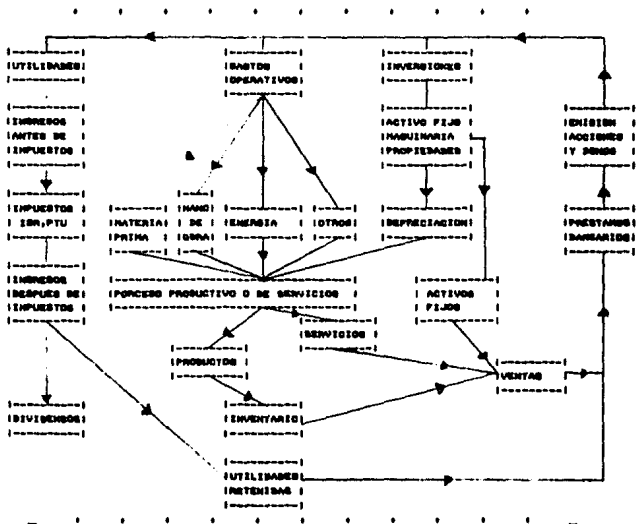 UTILIDADES
GASTOS
OPERATIVOS
INVERSIONES
INGRESOS
ANTES DE
IMPUESTOS
ACTIVO FIJO
MAQUINARIA
PROPIEDADES
EMISION
ACCIONES
Y BONOS
IMPUESTOS
ISR,PTU
MATERIA
PRIMA
MANO
DE
OBRA
ENERGIA
OTROS
DEPRECIACION
PRESTAMOS
BANCARIOS
INGRESOS
DESPUES DE
IMPUESTOS
PORCESO PRODUCTIVO O DE SERVICIOS
ACTIVOS
FIJOS
SERVICIOS
PRODUCTOS
VENTAS
DIVIDENDOS
INVENTARIO
UTILIDADES
RETENIDAS